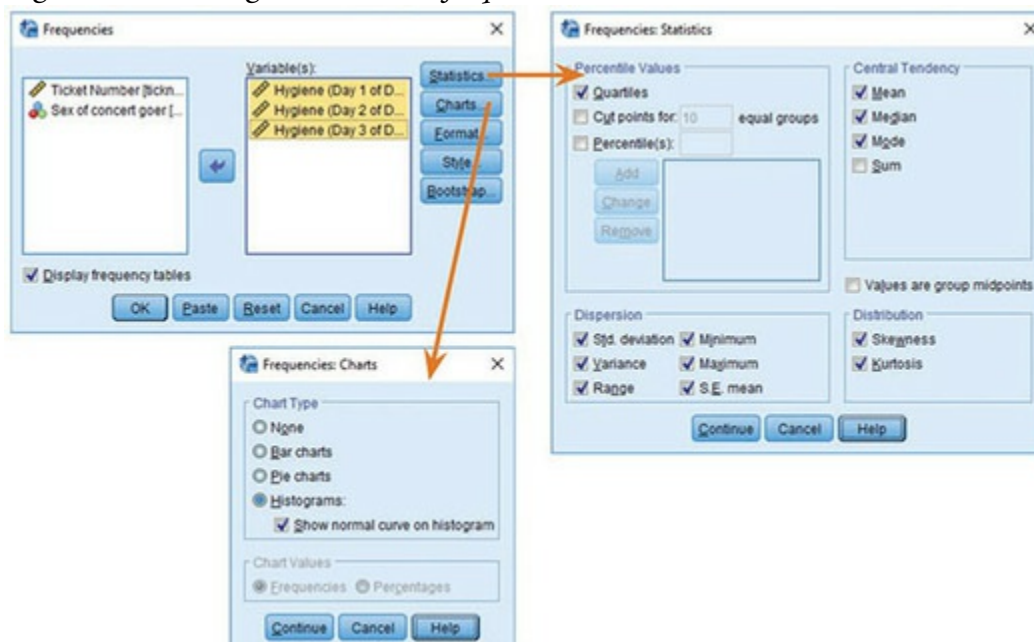 Frequencies
Variable(s):
Ticket Number [tickn...
Sex of concert goer [...
Hygiene (Day 1 of D...
Hygiene (Day 2 of D...
Hygiene (Day 3 of D...
Statistics...
Charts...
Format...
Style...
Bootstrap...
Display frequency tables
OK Paste Reset Cancel Help
Frequencies: Statistics
Percentile Values
Quartiles
Cut points for: 10 equal groups
Percentile(s):
Add
Change
Remove
Central Tendency
Mean
Median
Mode
Sum
Values are group midpoints
Dispersion
Std. deviation Minimum
Variance Maximum
Range S.E. mean
Distribution
Skewness
Kurtosis
Continue Cancel Help
Frequencies: Charts
Chart Type
None
Bar charts
Pie charts
Histograms:
Show normal curve on histogram
Chart Values
Frequencies Percentages
Continue Cancel Help